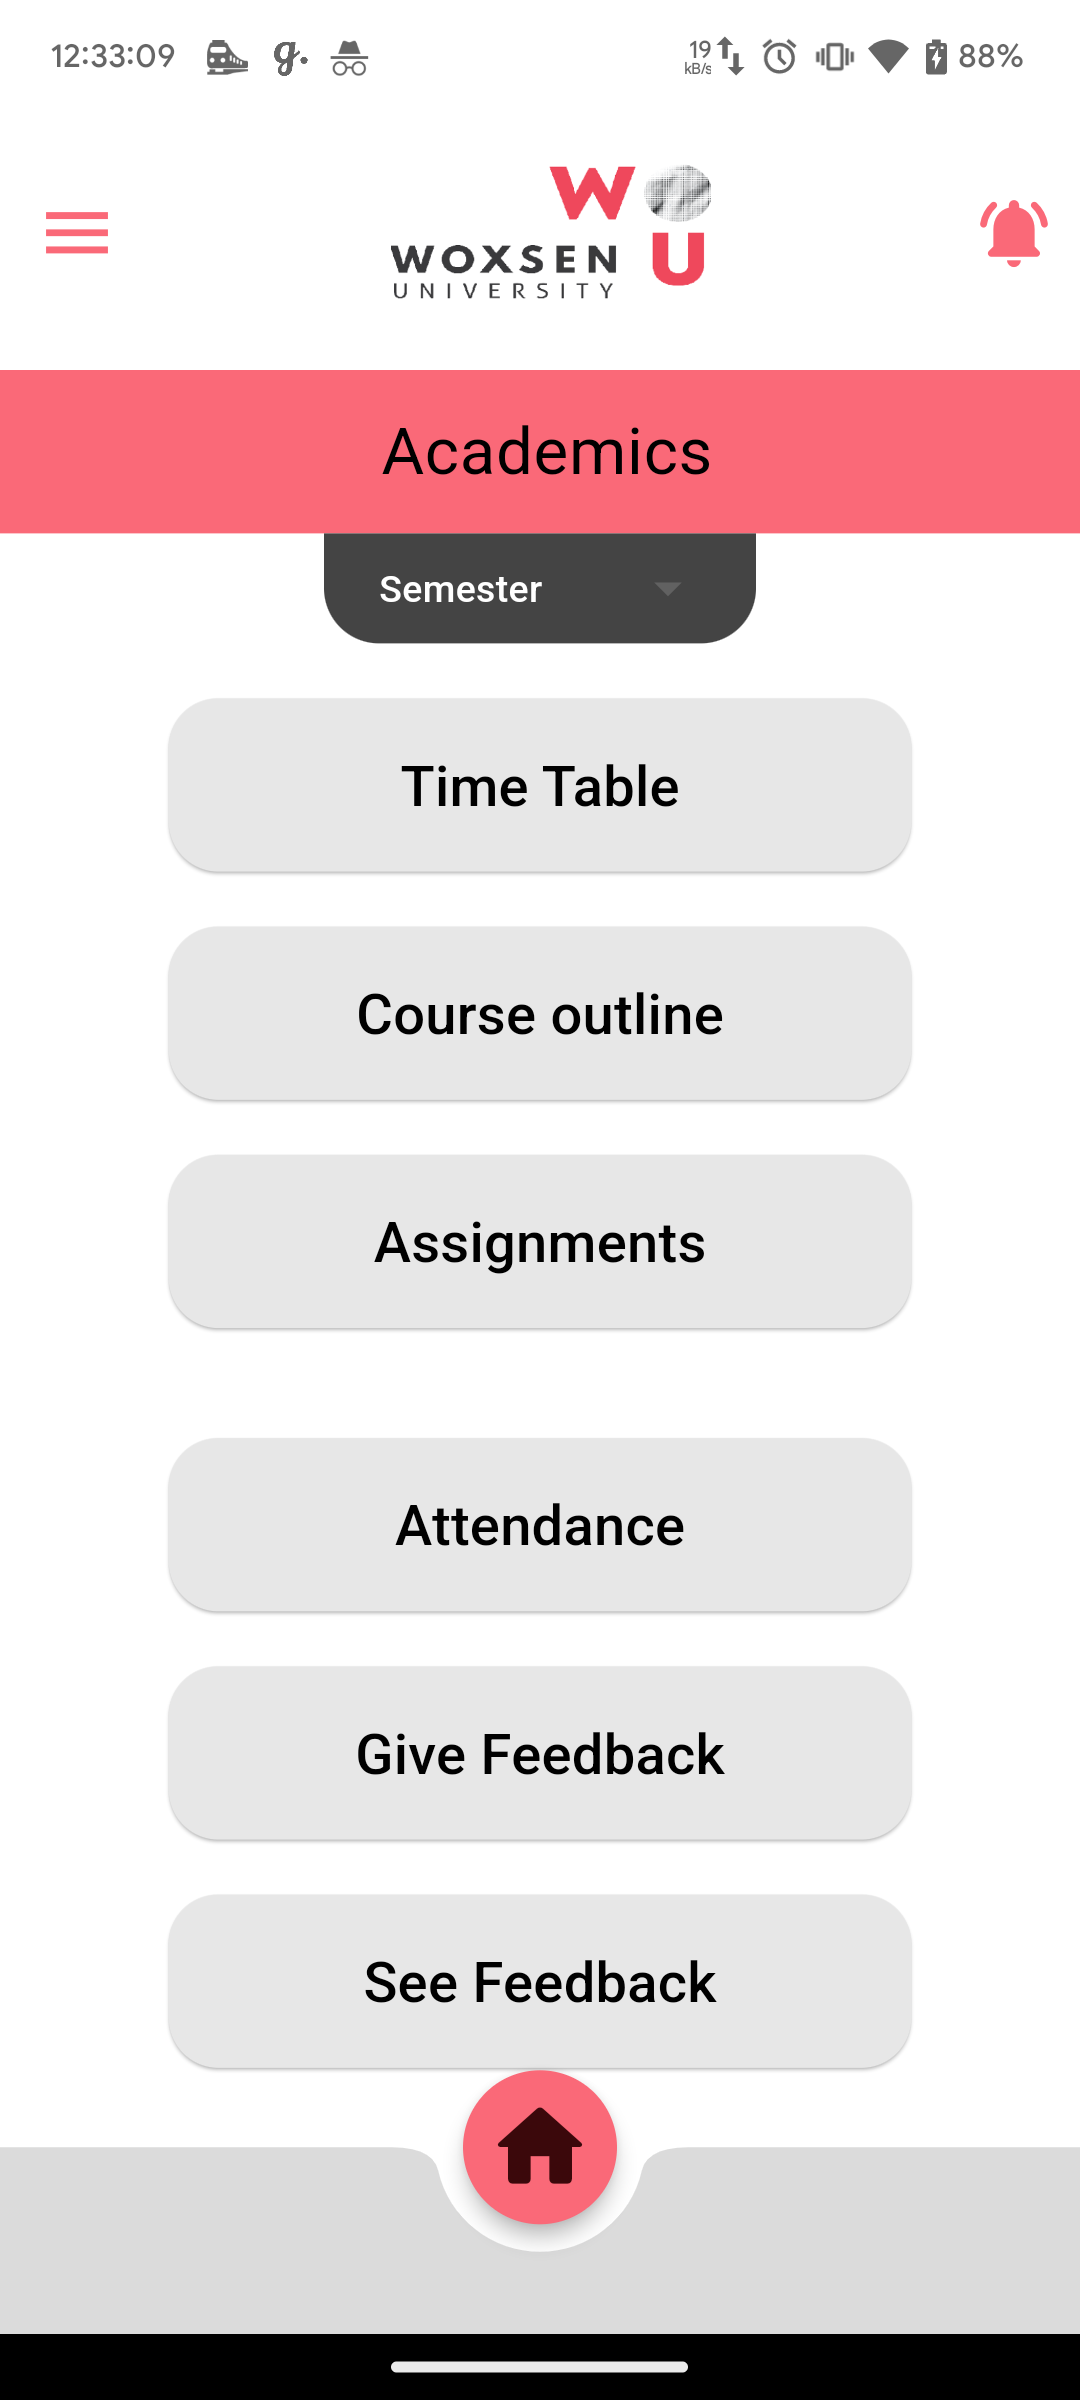 12:33:09 g. 19 kB/s 88%
W
WOXSEN U
UNIVERSITY
Academics
Semester
Time Table
Course outline
Assignments
Attendance
Give Feedback
See Feedback